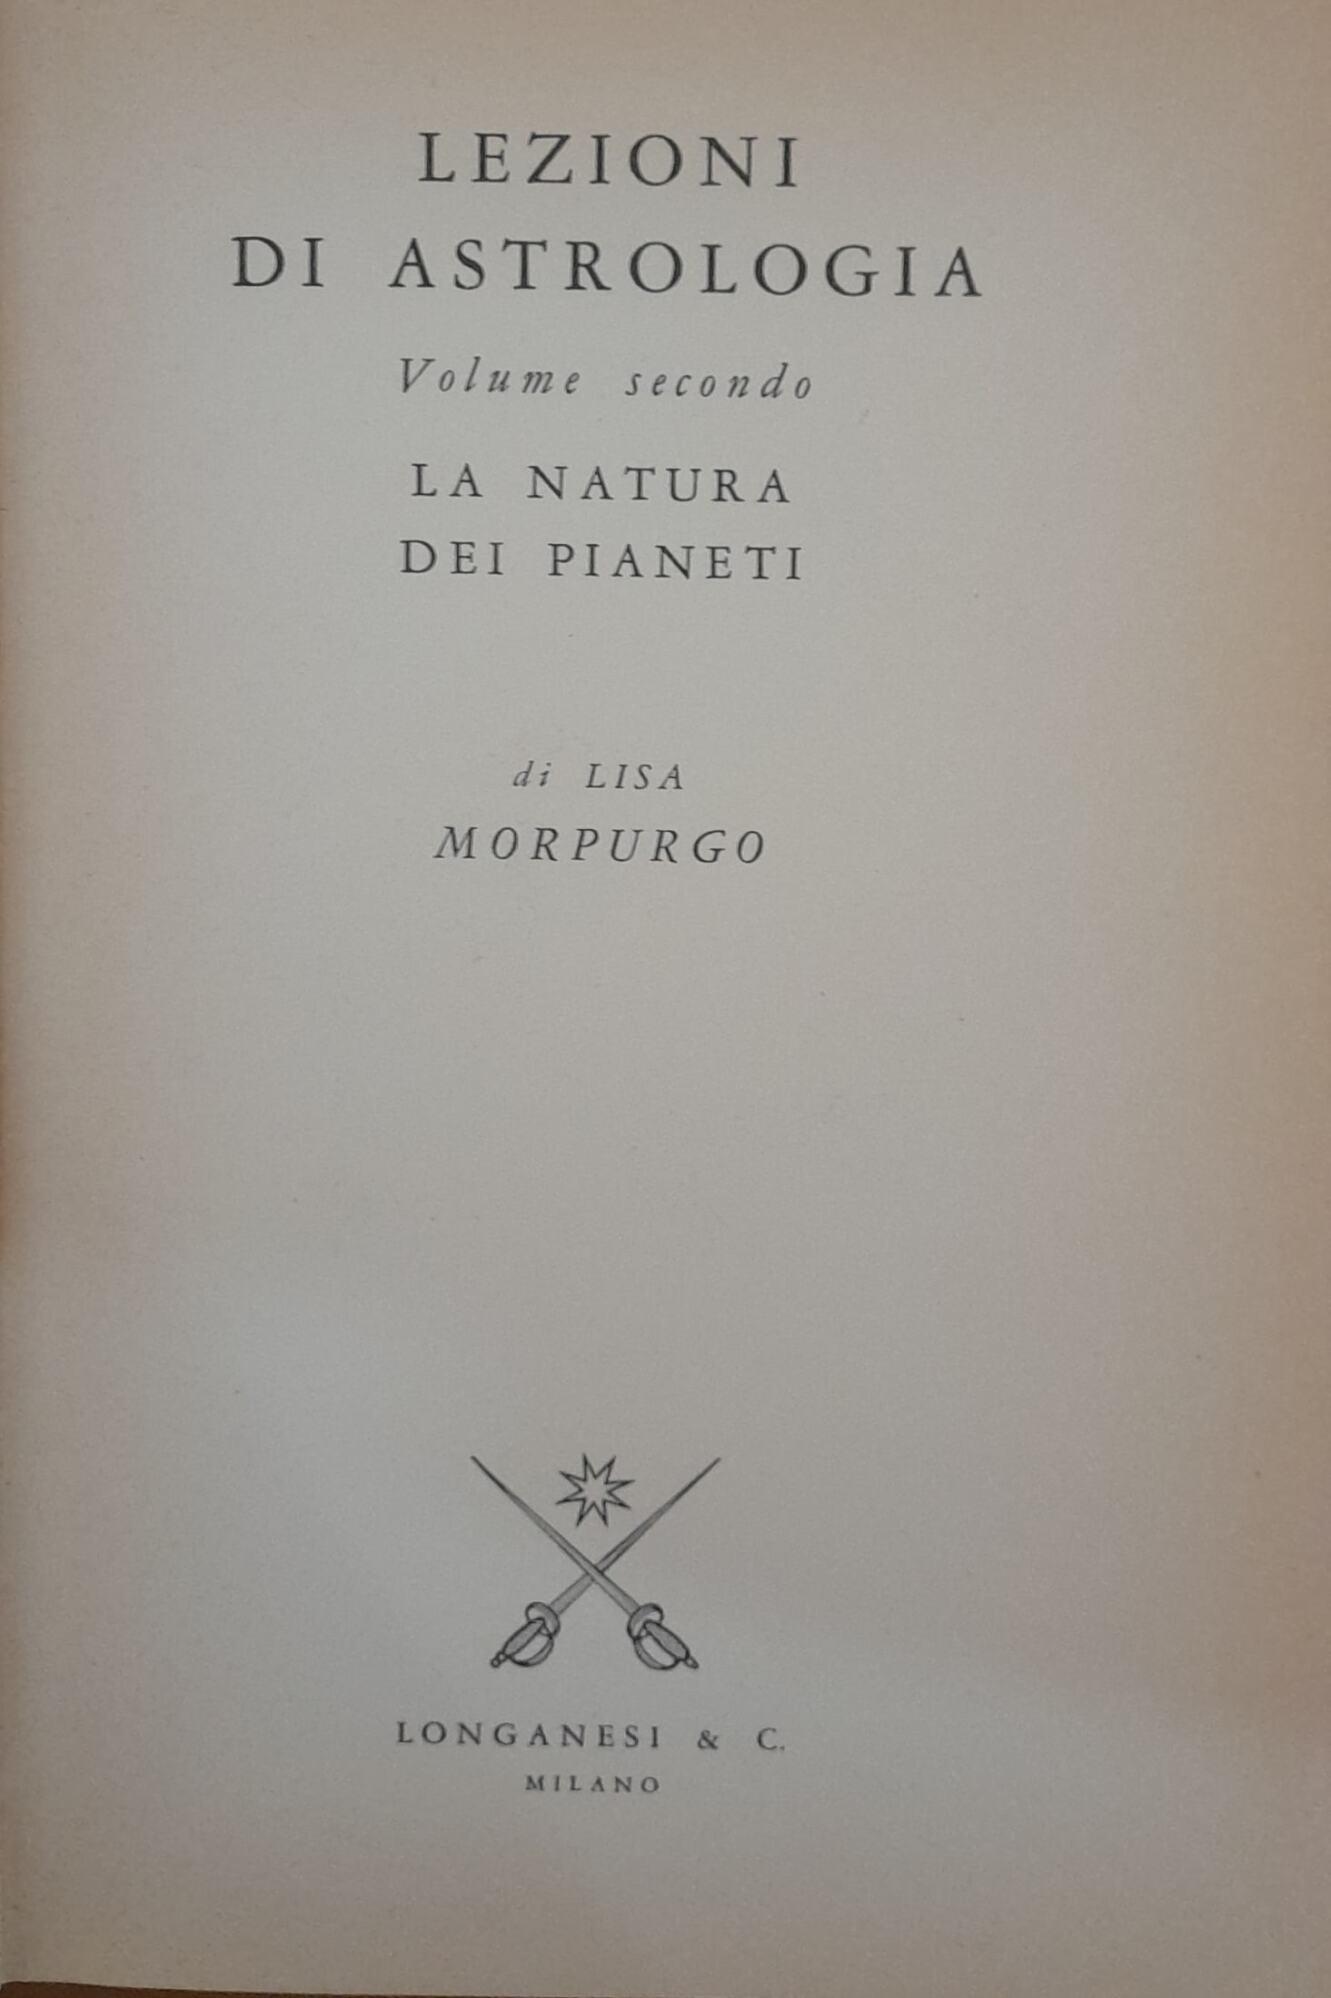 LEZIONI
DI ASTROLOGIA
Volume secondo
LA NATURA
DEI PIANETI
di LISA
MORPURGO
LONGANESI & C.
MILANO